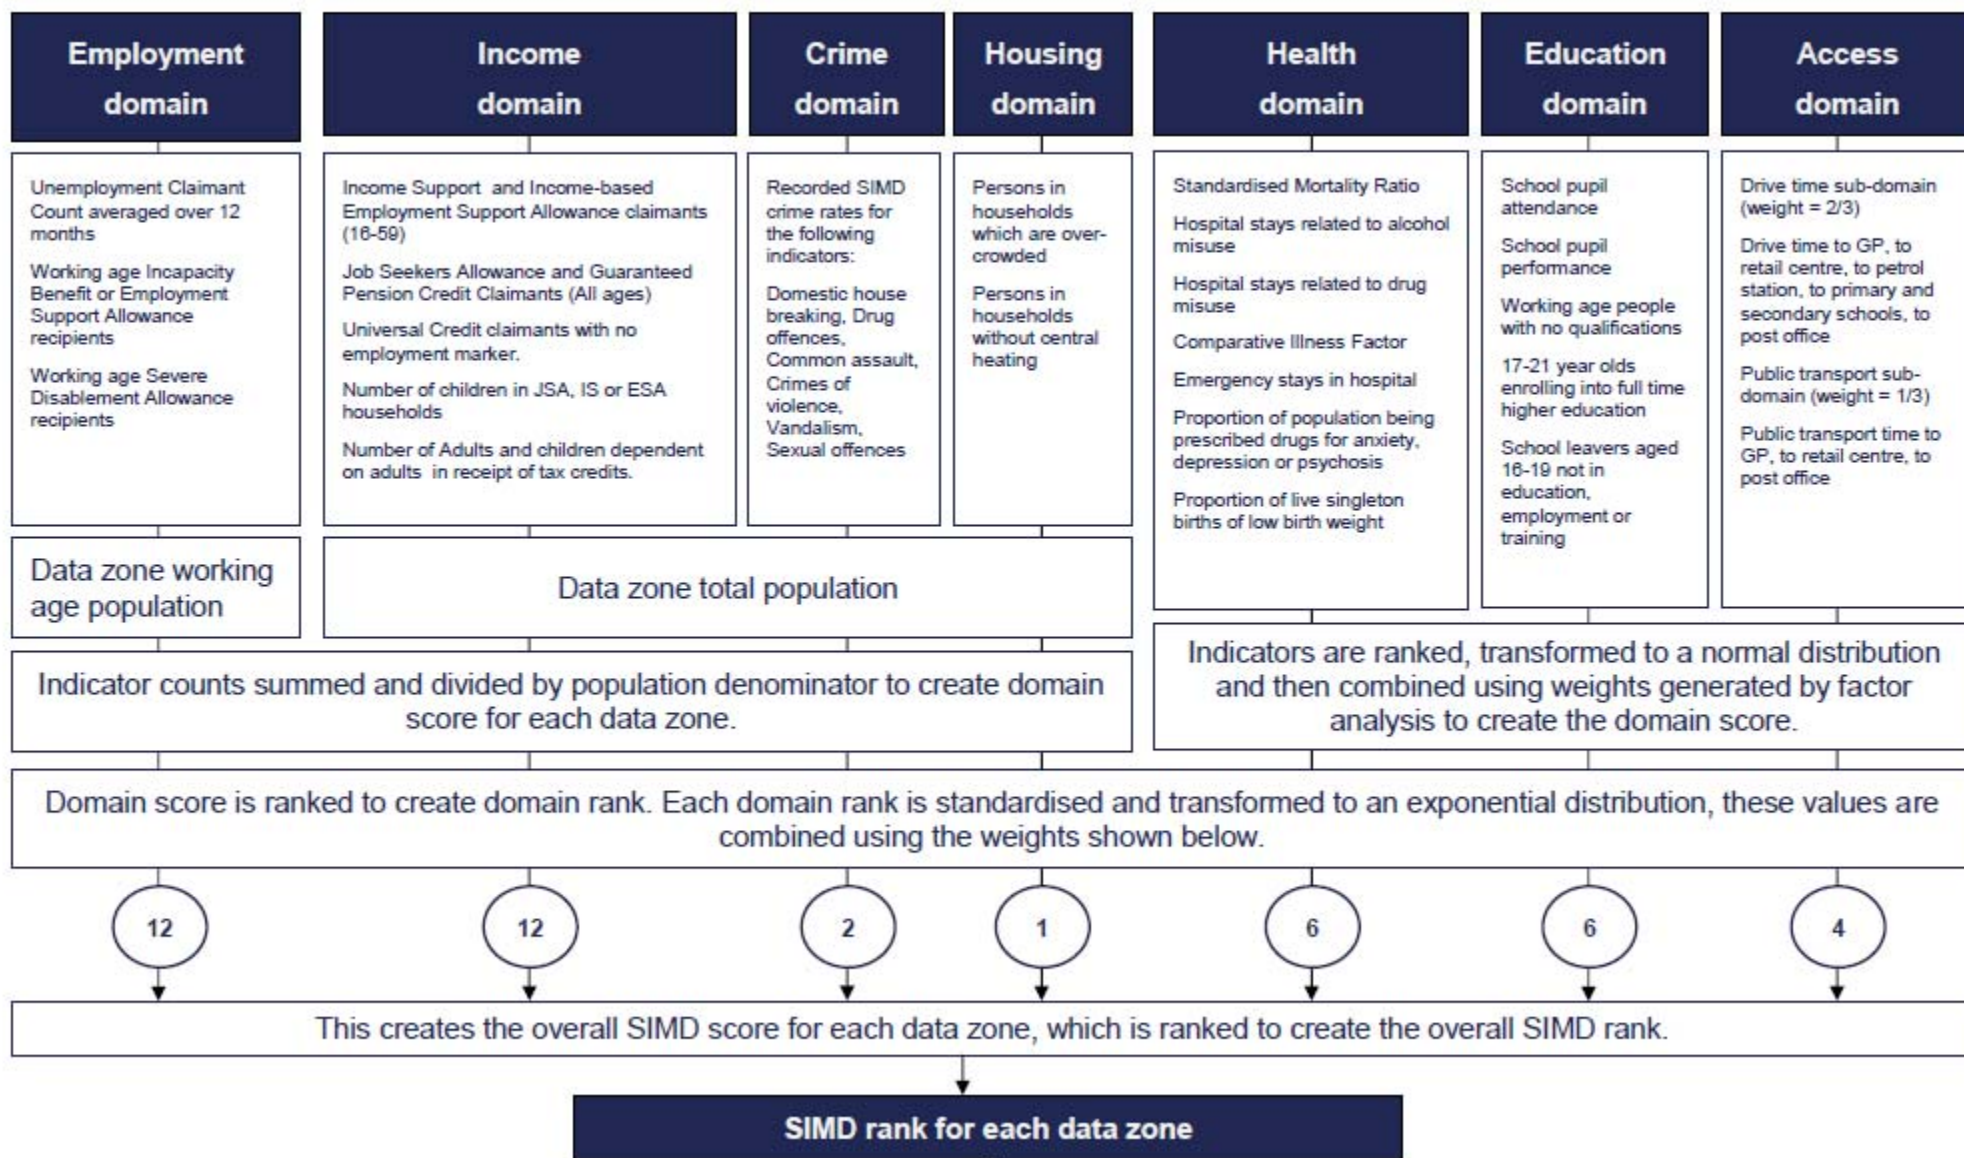 Employment
domain
Income
domain
Crime
domain
Housing
domain
Health
domain
Education
domain
Access
domain
Unemployment Claimant
Count averaged over 12
months
Working age Incapacity
Benefit or Employment
Support Allowance
recipients
Working age Severe
Disablement Allowance
recipients
Income Support and Income-based
Employment Support Allowance claimants
(16-59)
Job Seekers Allowance and Guaranteed
Pension Credit Claimants (All ages)
Universal Credit claimants with no
employment marker.
Number of children in JSA, IS or ESA
households
Number of Adults and children dependent
on adults in receipt of tax credits.
Recorded SIMD
crime rates for
the following
indicators:
Domestic house
breaking, Drug
offences,
Common assault,
Crimes of
violence,
Vandalism,
Sexual offences
Persons in
households
which are over-
crowded
Persons in
households
without central
heating
Standardised Mortality Ratio
Hospital stays related to alcohol
misuse
Hospital stays related to drug
misuse
Comparative Illness Factor
Emergency stays in hospital
Proportion of population being
prescribed drugs for anxiety,
depression or psychosis
Proportion of live singleton
births of low birth weight
School pupil
attendance
School pupil
performance
Working age people
with no qualifications
17-21 year olds
enrolling into full time
higher education
School leavers aged
16-19 not in
education,
employment or
training
Drive time sub-domain
(weight = 2/3)
Drive time to GP, to
retail centre, to petrol
station, to primary and
secondary schools, to
post office
Public transport sub-
domain (weight = 1/3)
Public transport time to
GP, to retail centre, to
post office
Data zone working
age population
Data zone total population
Indicator counts summed and divided by population denominator to create domain
score for each data zone.
Indicators are ranked, transformed to a normal distribution
and then combined using weights generated by factor
analysis to create the domain score.
Domain score is ranked to create domain rank. Each domain rank is standardised and transformed to an exponential distribution, these values are
combined using the weights shown below.
12
12
2
1
6
6
4
This creates the overall SIMD score for each data zone, which is ranked to create the overall SIMD rank.
SIMD rank for each data zone